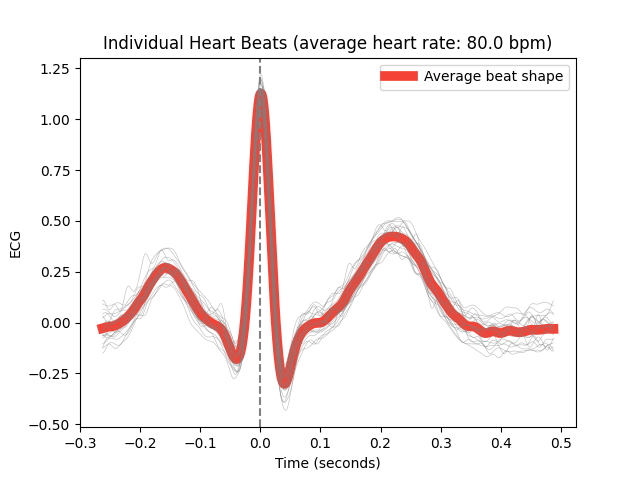 Individual Heart Beats (average heart rate: 80.0 bpm)
Average beat shape
1.25
1.00
0.75
0.50
0.25
0.00
−0.25
−0.50
ECG
−0.3 −0.2 −0.1 0.0 0.1 0.2 0.3 0.4 0.5
Time (seconds)